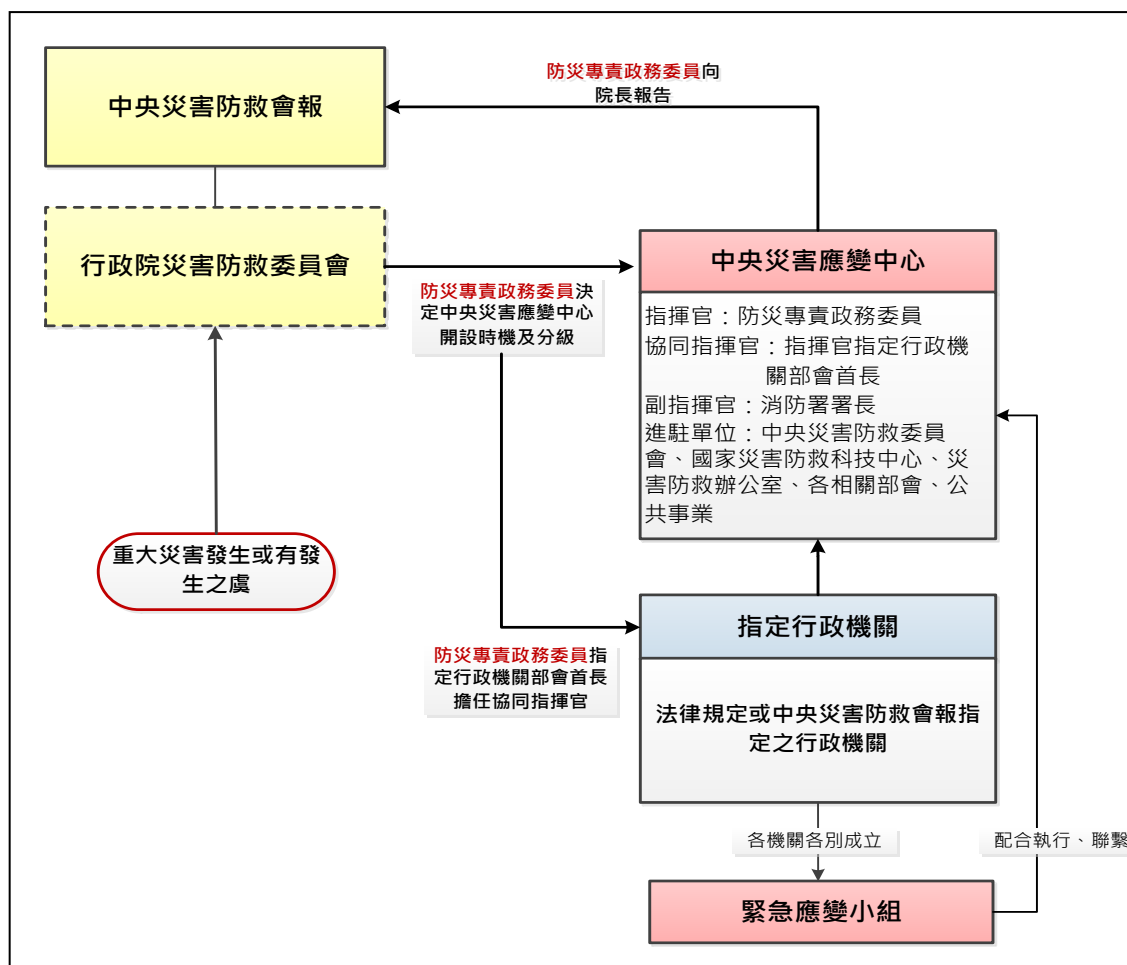 防災專責政務委員向
院長報告
中央災害防救會報
行政院災害防救委員會
防災專責政務委員決
定中央災害應變中心
開設時機及分級
中央災害應變中心
指揮官：防災專責政務委員
協同指揮官：指揮官指定行政機
關部會首長
副指揮官：消防署署長
進駐單位：中央災害防救委員
會、國家災害防救科技中心、災
害防救辦公室、各相關部會、公
共事業
重大災害發生或有發
生之虞
防災專責政務委員指
定行政機關部會首長
擔任協同指揮官
指定行政機關
法律規定或中央災害防救會報指
定之行政機關
各機關各別成立
配合執行、聯繫
緊急應變小組